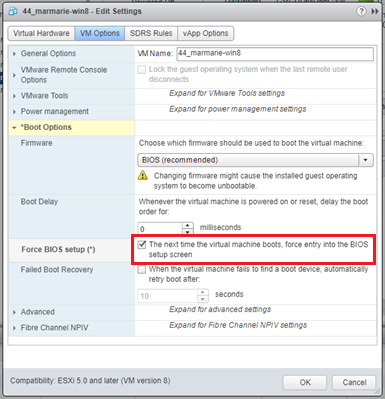 44_marmarie-win8 - Edit Settings
Virtual Hardware VM Options SDRS Rules vApp Options
General Options VM Name: 44_marmarie-win8
VMware Remote Console Options
Lock the guest operating system when the last remote user disconnects
VMware Tools Expand for VMware Tools settings
Power management Expand for power management settings
*Boot Options
Firmware
Choose which firmware should be used to boot the virtual machine:
BIOS (recommended)
Changing firmware might cause the installed guest operating system to become unbootable.
Boot Delay
Whenever the virtual machine is powered on or reset, delay the boot order for:
0 milliseconds
Force BIOS setup (*)
The next time the virtual machine boots, force entry into the BIOS setup screen
Failed Boot Recovery
When the virtual machine fails to find a boot device, automatically retry boot after:
10 seconds
Advanced Expand for advanced settings
Fibre Channel NPIV Expand for Fibre Channel NPIV settings
Compatibility: ESXi 5.0 and later (VM version 8)
OK Cancel